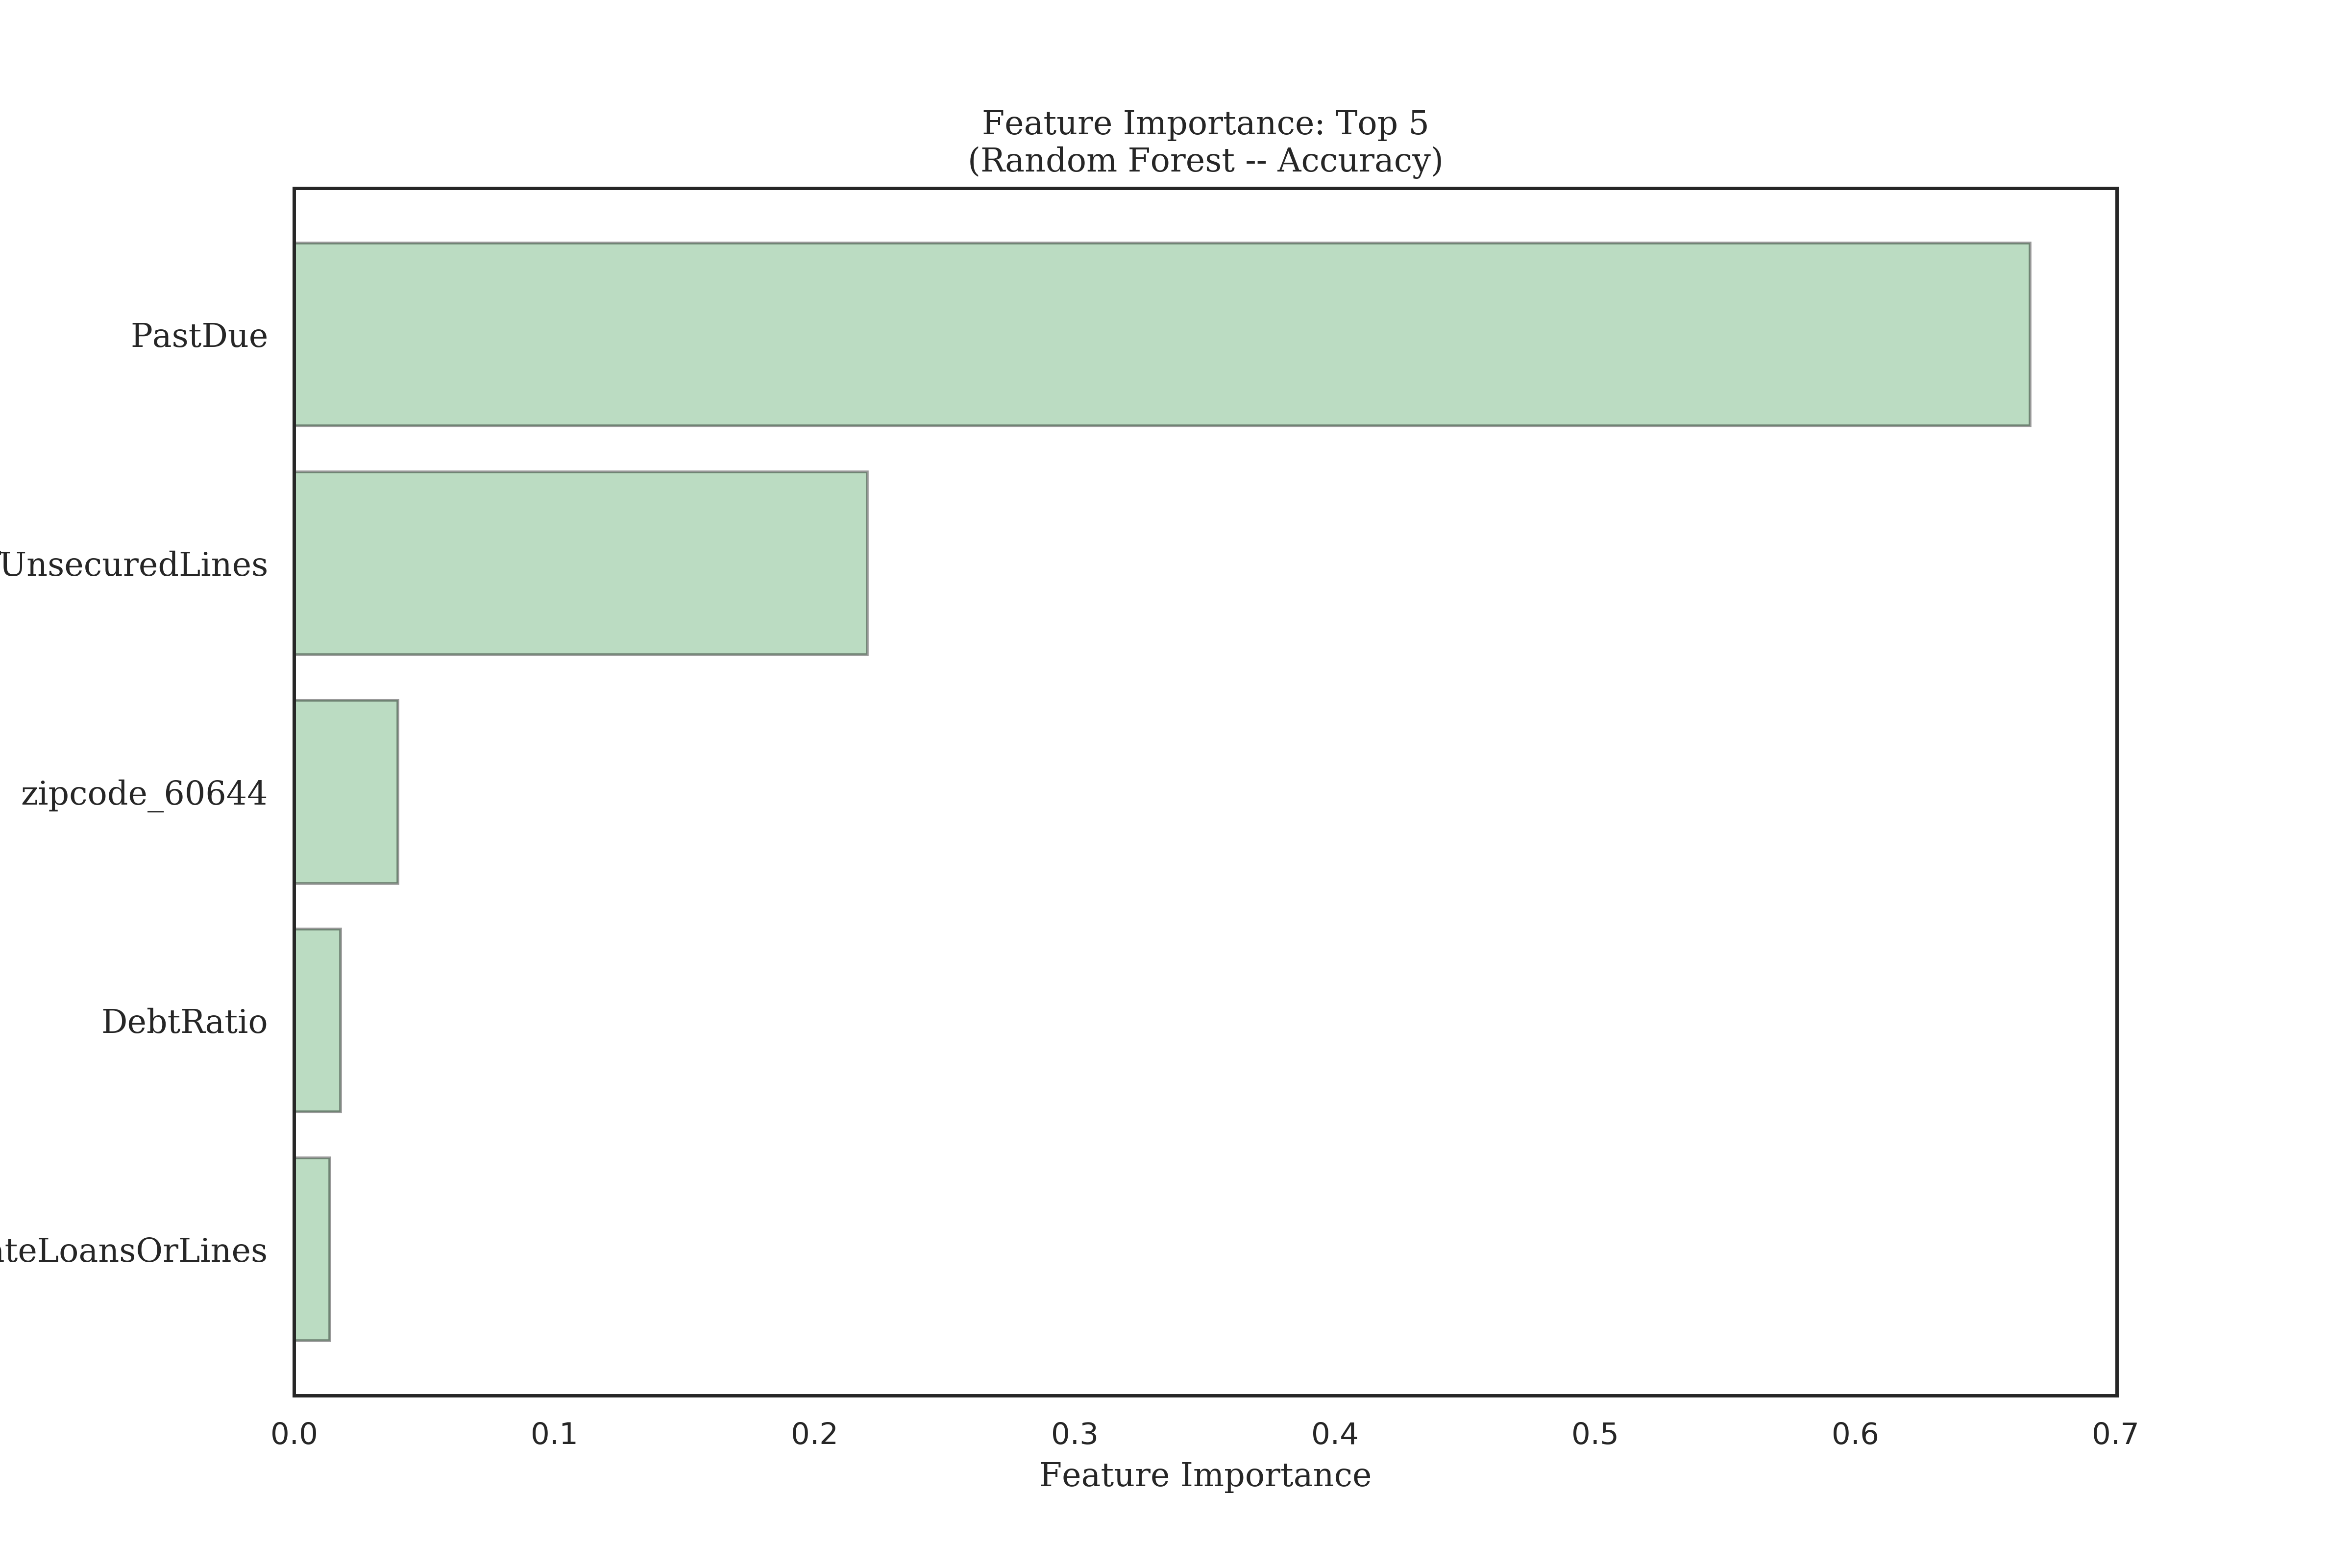 Feature Importance: Top 5
(Random Forest -- Accuracy)
PastDue
UnsecuredLines
zipcode_60644
DebtRatio
teLoansOrLines
0.0 0.1 0.2 0.3 0.4 0.5 0.6 0.7
Feature Importance